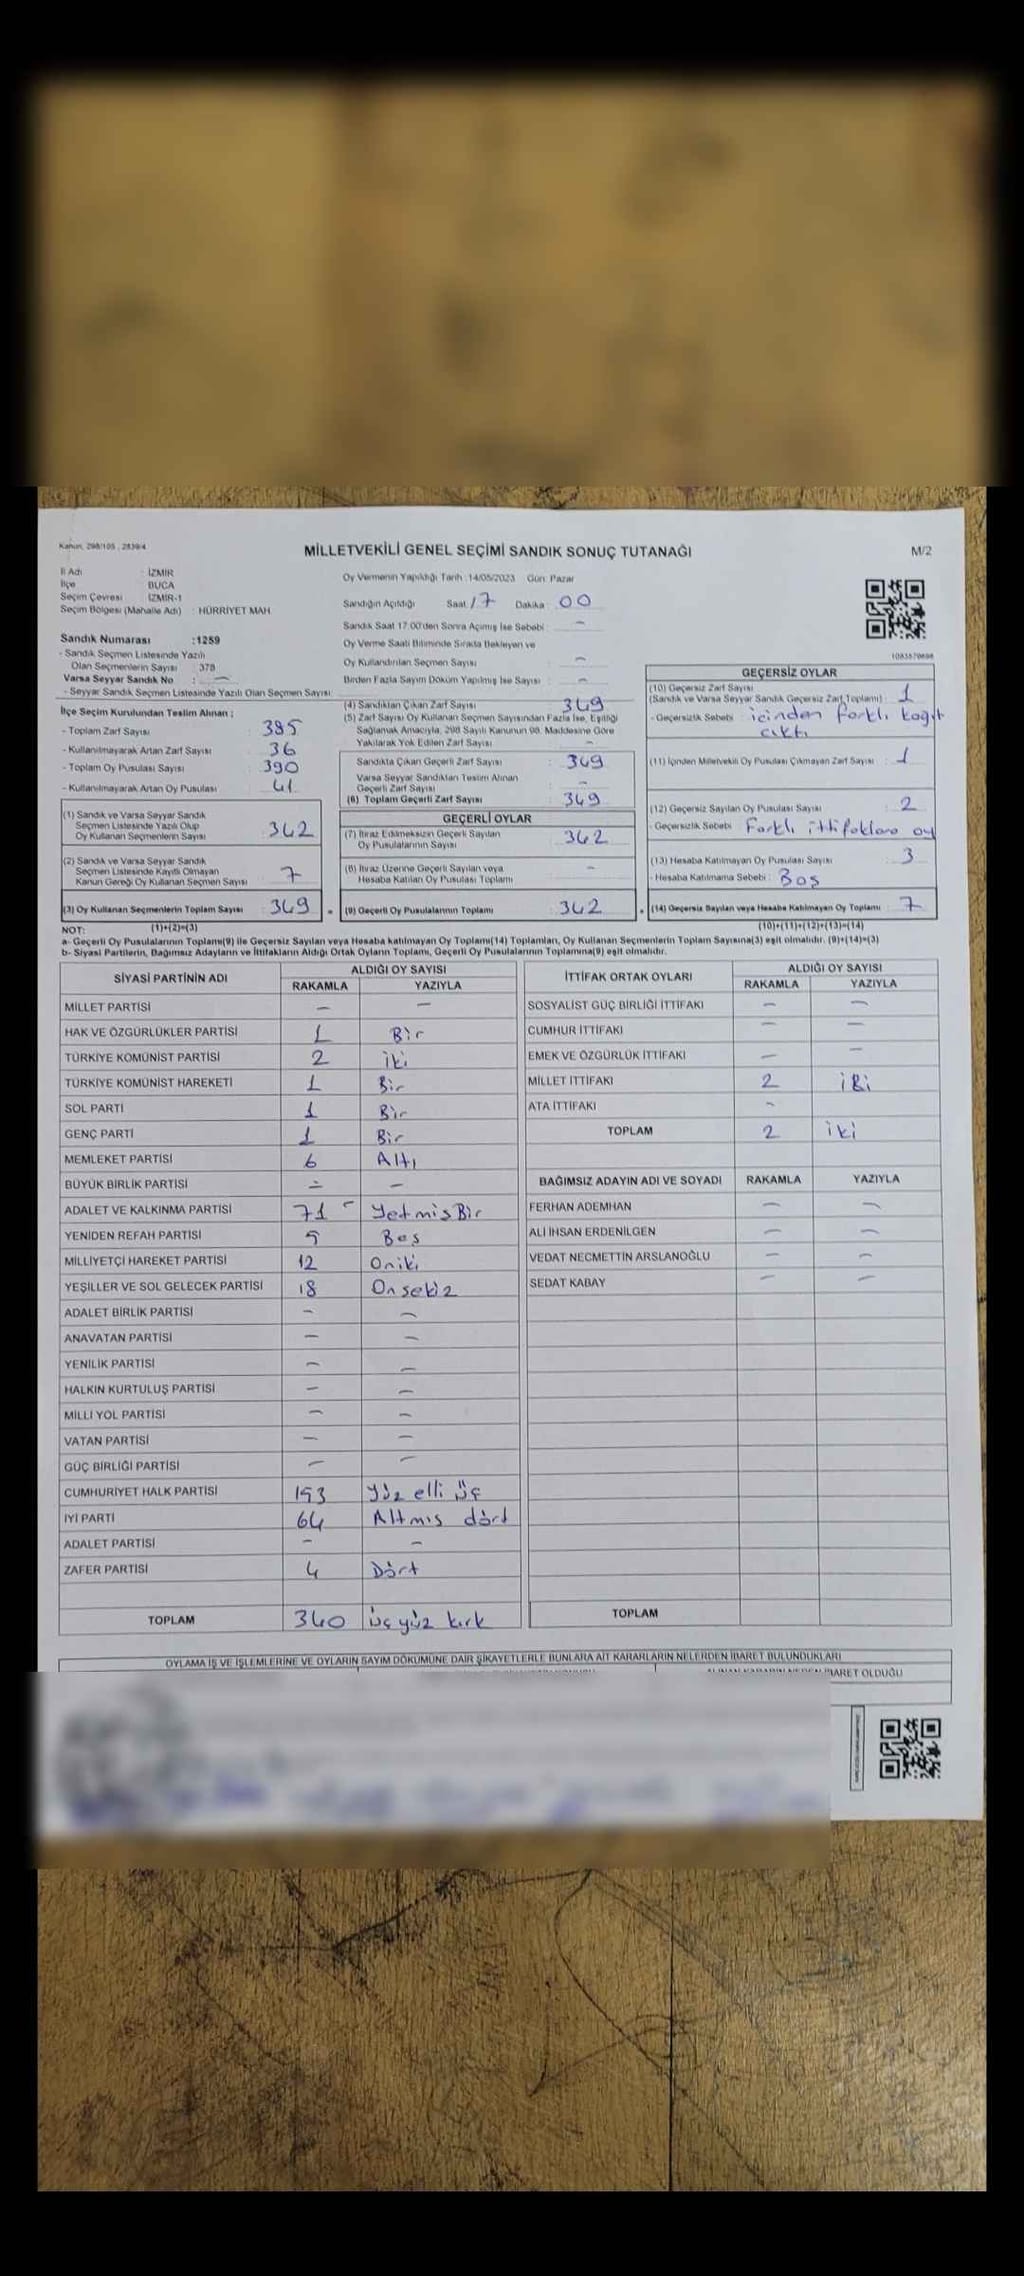 Kanun, 298/105 , 2839/4
MİLLETVEKİLİ GENEL SEÇİMİ SANDIK SONUÇ TUTANAĞI
M/2
İl Adı : İZMİR
İlçe BUCA
Seçim Çevresi : İZMİR-1
Seçim Bölgesi (Mahalle Adı) : HÜRRİYET MAH.
Oy Vermenin Yapıldığı Tarih :14/05/2023 Gün: Pazar
Sandığın Açıldığı Saat 17 Dakika : 00
Sandık Saat 17:00'den Sonra Açımış İse Sebebi : -
Oy Verme Saati Bitiminde Sırada Bekleyen ve
Oy Kullandırılan Seçmen Sayısı : -
Birden Fazla Sayım Döküm Yapılmış İse Sayısı : -
Sandık Numarası :1259
- Sandık Seçmen Listesinde Yazılı
Olan Seçmenlerin Sayısı : 378
Varsa Seyyar Sandık No : -
- Seyyar Sandık Seçmen Listesinde Yazılı Olan Seçmen Sayısı:
İlçe Seçim Kurulundan Teslim Alınan :
- Toplam Zarf Sayısı : 385
- Kullanılmayarak Artan Zarf Sayısı : 36
- Toplam Oy Pusulası Sayısı : 390
- Kullanılmayarak Artan Oy Pusulası : 41
(1) Sandık ve Varsa Seyyar Sandık
Seçmen Listesinde Yazılı Olup
Oy Kullanan Seçmenlerin Sayısı : 342
(2) Sandık ve Varsa Seyyar Sandık
Seçmen Listesinde Kayıtlı Olmayan
Kanun Gereği Oy Kullanan Seçmen Sayısı : 7
(3) Oy Kullanan Seçmenlerin Toplam Sayısı : 349
(1)+(2)=(3)
(4) Sandıktan Çıkan Zarf Sayısı : 349
(5) Zarf Sayısı Oy Kullanan Seçmen Sayısından Fazla İse, Eşitliği
Sağlamak Amacıyla, 298 Sayılı Kanunun 98. Maddesine Göre
Yakılarak Yok Edilen Zarf Sayısı : -
Sandıkta Çıkan Geçerli Zarf Sayısı : 349
Varsa Seyyar Sandıktan Teslim Alınan
Geçerli Zarf Sayısı : -
(6) Toplam Geçerli Zarf Sayısı : 349
GEÇERLİ OYLAR
(7) İtiraz Edilmeksizin Geçerli Sayılan
Oy Pusulalarının Sayısı : 342
(8) İtiraz Üzerine Geçerli Sayılan veya
Hesaba Katılan Oy Pusulası Toplamı : -
(9) Geçerli Oy Pusulalarının Toplamı : 342
GEÇERSİZ OYLAR
(10) Geçersiz Zarf Sayısı
(Sandık ve Varsa Seyyar Sandık Geçersiz Zarf Toplamı) : 1
- Geçersizlik Sebebi : içinden farklı kağıt
çıktı
(11) İçinden Milletvekili Oy Pusulası Çıkmayan Zarf Sayısı : 1
(12) Geçersiz Sayılan Oy Pusulası Sayısı : 2
- Geçersizlik Sebebi : Farklı ittifaklara oy
(13) Hesaba Katılmayan Oy Pusulası Sayısı : 3
- Hesaba Katılmama Sebebi : Boş
(14) Geçersiz Sayılan veya Hesaba Katılmayan Oy Toplamı : 7
(10)+(11)+(12)+(13)=(14)
NOT:
a- Geçerli Oy Pusulalarının Toplamı(9) ile Geçersiz Sayılan veya Hesaba katılmayan Oy Toplamı(14) Toplamları, Oy Kullanan Seçmenlerin Toplam Sayısına(3) eşit olmalıdır. (9)+(14)=(3)
b- Siyasi Partilerin, Bağımsız Adayların ve İttifakların Aldığı Ortak Oyların Toplamı, Geçerli Oy Pusulalarının Toplamına(9) eşit olmalıdır.
SİYASİ PARTİNİN ADI ALDIĞI OY SAYISI
RAKAMLA YAZIYLA
MİLLET PARTİSİ - -
HAK VE ÖZGÜRLÜKLER PARTİSİ 1 Bir
TÜRKİYE KOMÜNİST PARTİSİ 2 iki
TÜRKİYE KOMÜNİST HAREKETİ 1 Bir
SOL PARTİ 1 Bir
GENÇ PARTİ 1 Bir
MEMLEKET PARTİSİ 6 Altı
BÜYÜK BİRLİK PARTİSİ - -
ADALET VE KALKINMA PARTİSİ 71 - YetmişBir
YENİDEN REFAH PARTİSİ 5 Beş
MİLLİYETÇİ HAREKET PARTİSİ 12 Oniki
YEŞİLLER VE SOL GELECEK PARTİSİ 18 Onsekiz
ADALET BİRLİK PARTİSİ - -
ANAVATAN PARTİSİ - -
YENİLİK PARTİSİ - -
HALKIN KURTULUŞ PARTİSİ - -
MİLLİ YOL PARTİSİ - -
VATAN PARTİSİ - -
GÜÇ BİRLİĞİ PARTİSİ - -
CUMHURİYET HALK PARTİSİ 153 Yüz elli üç
İYİ PARTİ 64 Altmış dört
ADALET PARTİSİ - -
ZAFER PARTİSİ 4 Dört
TOPLAM 340 üçyüz kırk
İTTİFAK ORTAK OYLARI ALDIĞI OY SAYISI
RAKAMLA YAZIYLA
SOSYALİST GÜÇ BİRLİĞİ İTTİFAKI - -
CUMHUR İTTİFAKI - -
EMEK VE ÖZGÜRLÜK İTTİFAKI - -
MİLLET İTTİFAKI 2 iki
ATA İTTİFAKI -
TOPLAM 2 iki
BAĞIMSIZ ADAYIN ADI VE SOYADI RAKAMLA YAZIYLA
FERHAN ADEMHAN - -
ALİ İHSAN ERDENİLGEN - -
VEDAT NECMETTİN ARSLANOĞLU - -
SEDAT KABAY - -
TOPLAM
OYLAMA İŞ VE İŞLEMLERİNE VE OYLARIN SAYIM DÖKÜMÜNE DAİR ŞİKAYETLERLE BUNLARA AİT KARARLARIN NELERDEN İBARET BULUNDUKLARI
İBARET OLDUĞU